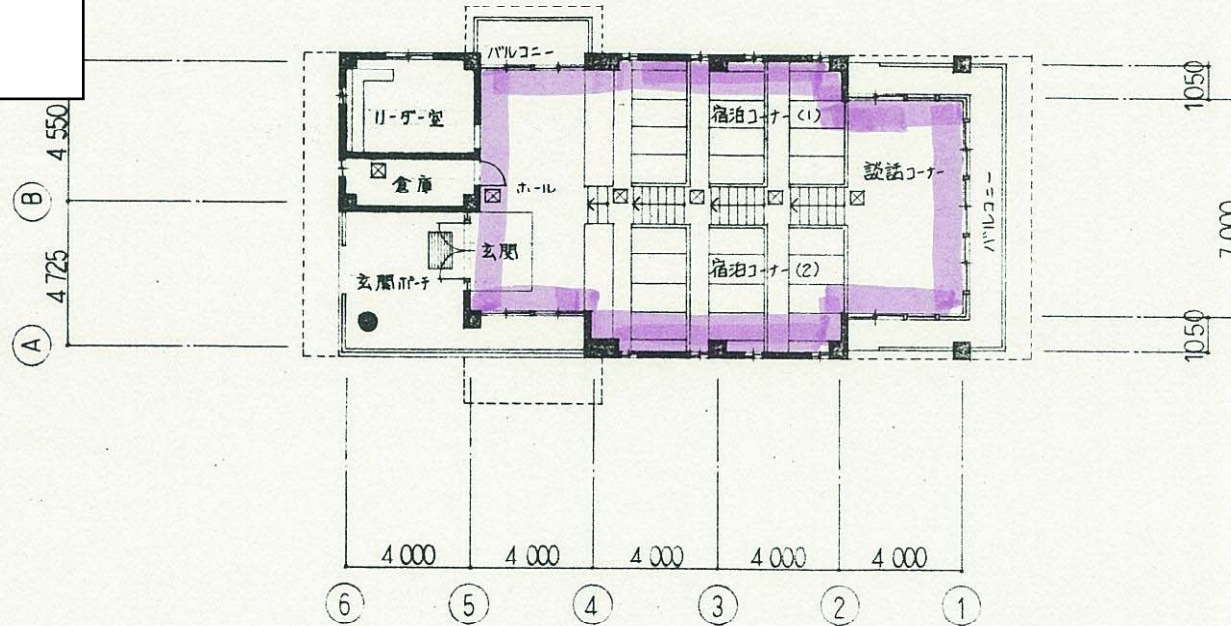 バルコニー
リーダー室
宿泊コーナー(1)
談話コーナー
バルコニー
倉庫
ホール
玄関
宿泊コーナー(2)
玄関ポーチ
4 550
B
4 725
A
1050
7,000
1050
4 000
4 000
4 000
4 000
4 000
6
5
4
3
2
1